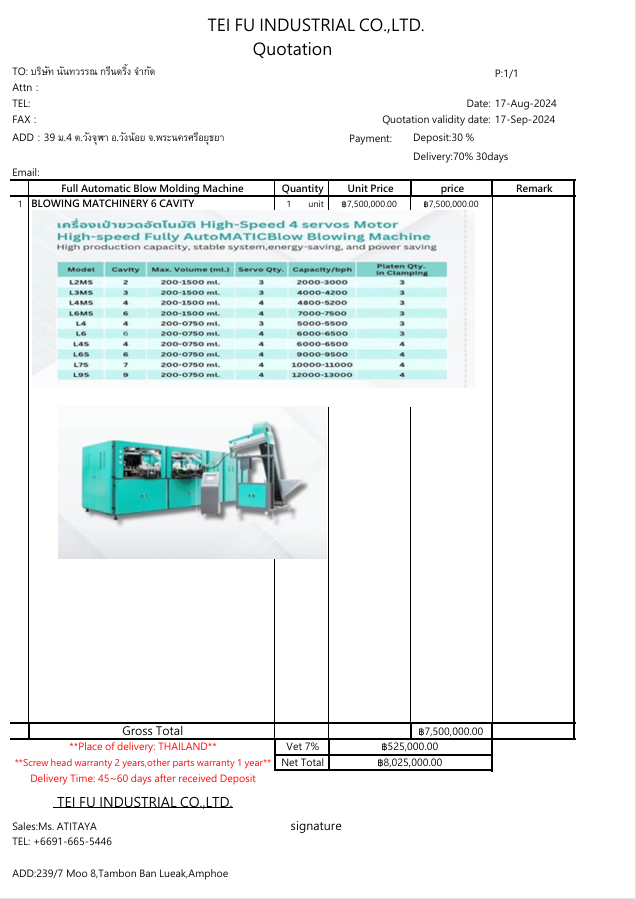 TEI FU INDUSTRIAL CO.,LTD.
Quotation
TO: บริษัท นันทวรรณ กรีนดริ้ง จำกัด
P:1/1
Attn :
TEL:
Date: 17-Aug-2024
FAX :
Quotation validity date: 17-Sep-2024
ADD : 39 ม.4 ต.วังจุฬา อ.วังน้อย จ.พระนครศรีอยุธยา
Payment: Deposit:30 %
Delivery:70% 30days
Email:
Full Automatic Blow Molding Machine Quantity Unit Price price Remark
1 BLOWING MATCHINERY 6 CAVITY 1 unit ฿7,500,000.00 ฿7,500,000.00
เครื่องเป่าขวดอัตโนมัติ High-Speed 4 servos Motor
High-speed Fully AutoMATICBlow Blowing Machine
High production capacity, stable system,energy-saving, and power saving
Model Cavity Max. Volume (ml.) Servo Qty. Capacity/bph Platen Qty. In Clamping
L2MS 2 200-1500 ml. 3 2000-3000 3
L3MS 3 200-1500 ml. 3 4000-4200 3
L4MS 4 200-1500 ml. 4 4800-5200 3
L6MS 6 200-1500 ml. 4 7000-7500 3
L4 4 200-0750 ml. 3 5000-5500 3
L6 6 200-0750 ml. 4 6000-6500 3
L4S 4 200-0750 ml. 4 6000-6500 4
L6S 6 200-0750 ml. 4 9000-9500 4
L7S 7 200-0750 ml. 4 10000-11000 4
L9S 9 200-0750 ml. 4 12000-13000 4
Gross Total ฿7,500,000.00
**Place of delivery: THAILAND** Vet 7% ฿525,000.00
**Screw head warranty 2 years,other parts warranty 1 year** Net Total ฿8,025,000.00
Delivery Time: 45~60 days after received Deposit
TEI FU INDUSTRIAL CO.,LTD.
Sales:Ms. ATITAYA
signature
TEL: +6691-665-5446
ADD:239/7 Moo 8,Tambon Ban Lueak,Amphoe